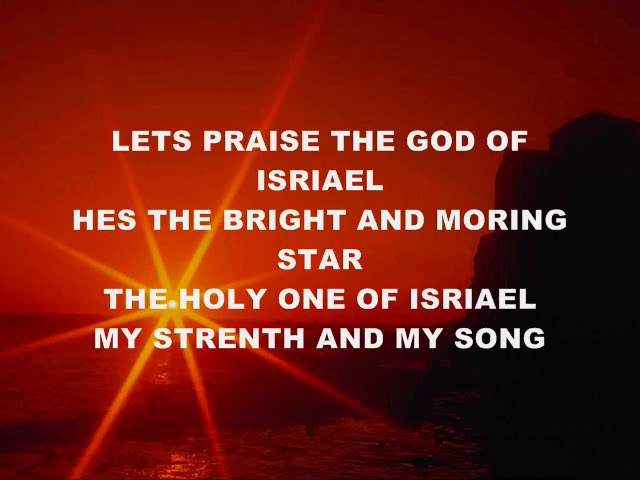 LETS PRAISE THE GOD OF
ISRIAEL
HES THE BRIGHT AND MORING
STAR
THE HOLY ONE OF ISRIAEL
MY STRENTH AND MY SONG